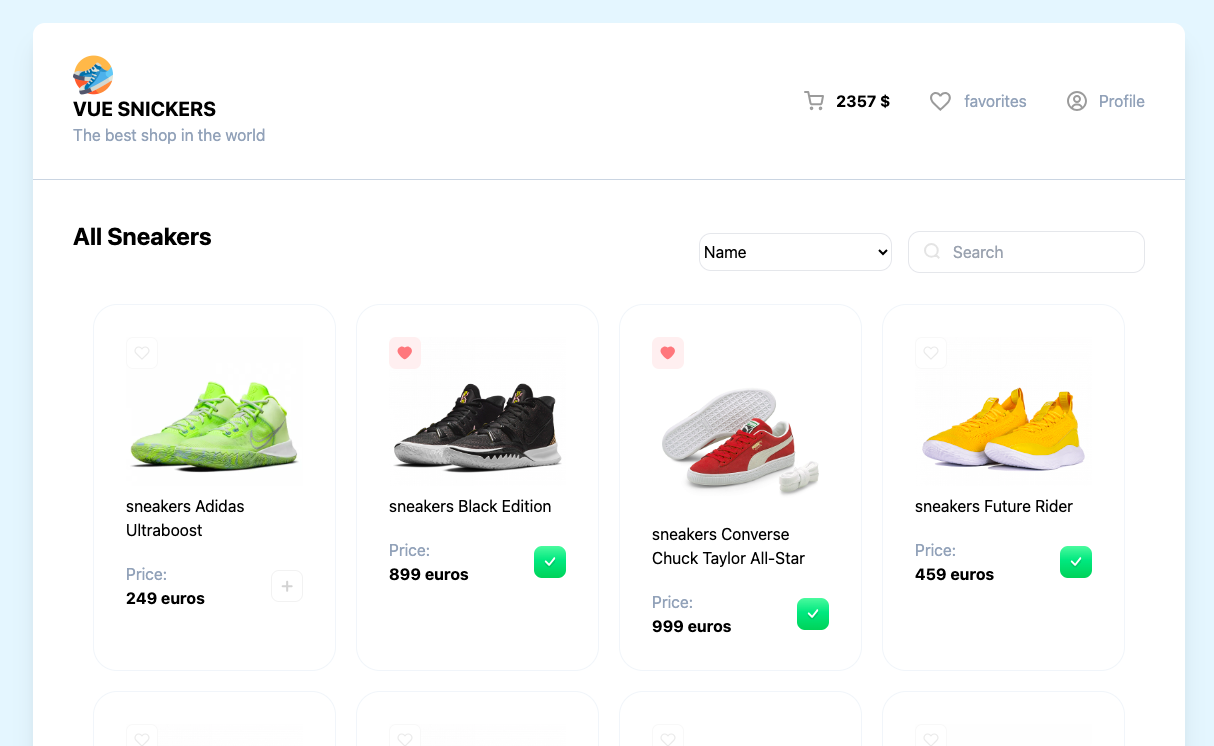 VUE SNICKERS
The best shop in the world
2357 $
favorites
Profile
All Sneakers
Name
Search
sneakers Adidas
Ultraboost
Price:
249 euros
sneakers Black Edition
Price:
899 euros
sneakers Converse
Chuck Taylor All-Star
Price:
999 euros
sneakers Future Rider
Price:
459 euros